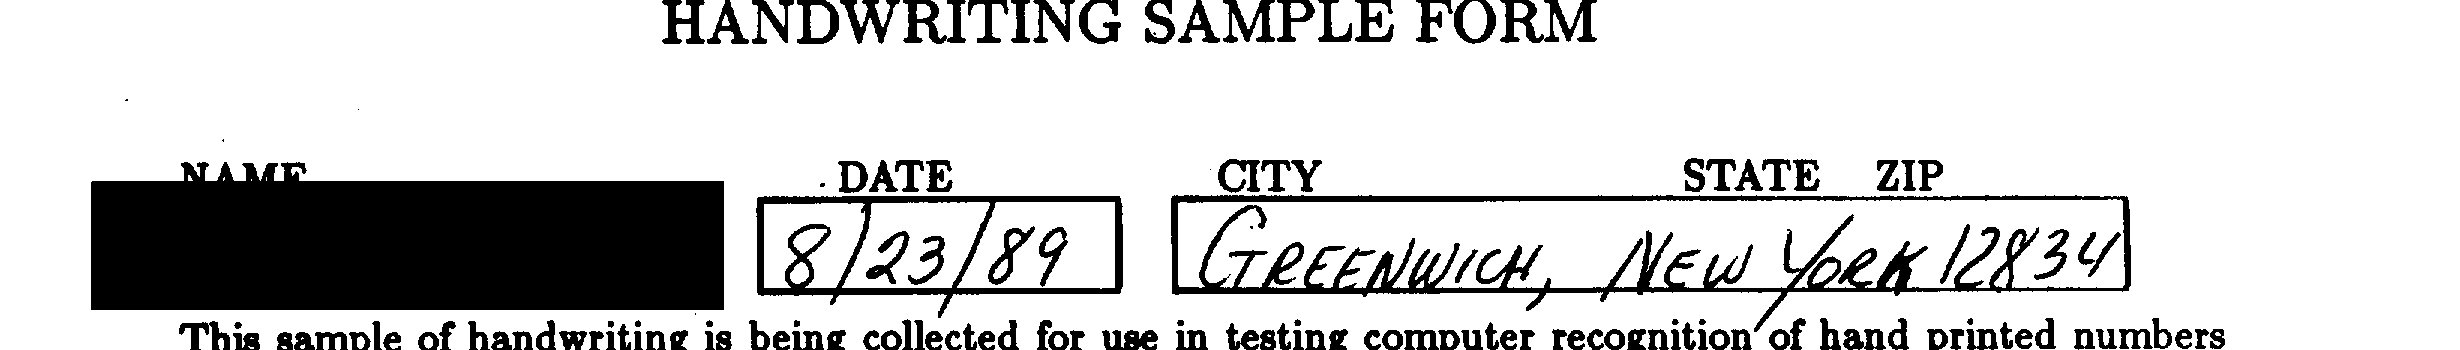 HANDWRITING SAMPLE FORM
NAME DATE CITY STATE ZIP
8/23/89 GREENWICH, NEW YORK 12834
This sample of handwriting is being collected for use in testing computer recognition of hand printed numbers